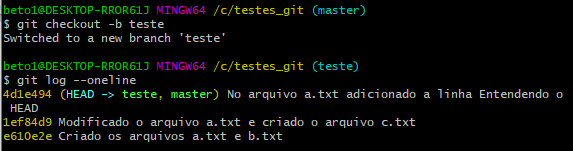 beto1@DESKTOP-RROR61J MINGW64 /c/testes_git (master)
$ git checkout -b teste
Switched to a new branch 'teste'
beto1@DESKTOP-RROR61J MINGW64 /c/testes_git (teste)
$ git log --oneline
4d1e494 (HEAD -> teste, master) No arquivo a.txt adicionado a linha Entendendo o
HEAD
1ef84d9 Modificado o arquivo a.txt e criado o arquivo c.txt
e610e2e Criado os arquivos a.txt e b.txt